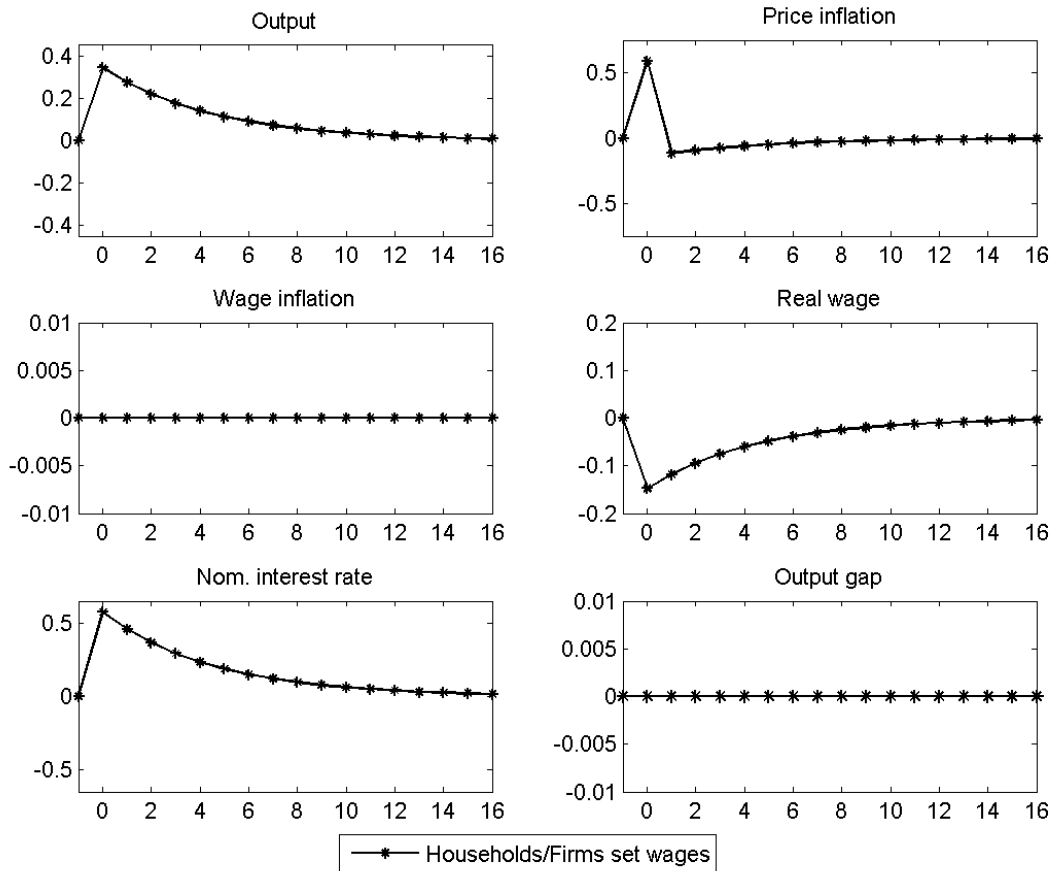 Output
0.4
0.2
0
-0.2
-0.4
0 2 4 6 8 10 12 14 16
Price inflation
0.5
0
-0.5
0 2 4 6 8 10 12 14 16
Wage inflation
0.01
0.005
0
-0.005
-0.01
0 2 4 6 8 10 12 14 16
Real wage
0.2
0.1
0
-0.1
-0.2
0 2 4 6 8 10 12 14 16
Nom. interest rate
0.5
0
-0.5
0 2 4 6 8 10 12 14 16
Output gap
0.01
0.005
0
-0.005
-0.01
0 2 4 6 8 10 12 14 16
Households/Firms set wages